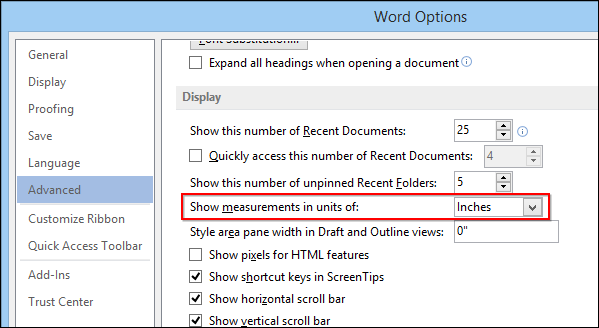 Word Options
General
Display
Proofing
Save
Language
Advanced
Customize Ribbon
Quick Access Toolbar
Add-Ins
Trust Center
Font Substitution...
Expand all headings when opening a document
Display
Show this number of Recent Documents: 25
Quickly access this number of Recent Documents: 4
Show this number of unpinned Recent Folders: 5
Show measurements in units of: Inches
Style area pane width in Draft and Outline views: 0"
Show pixels for HTML features
Show shortcut keys in ScreenTips
Show horizontal scroll bar
Show vertical scroll bar